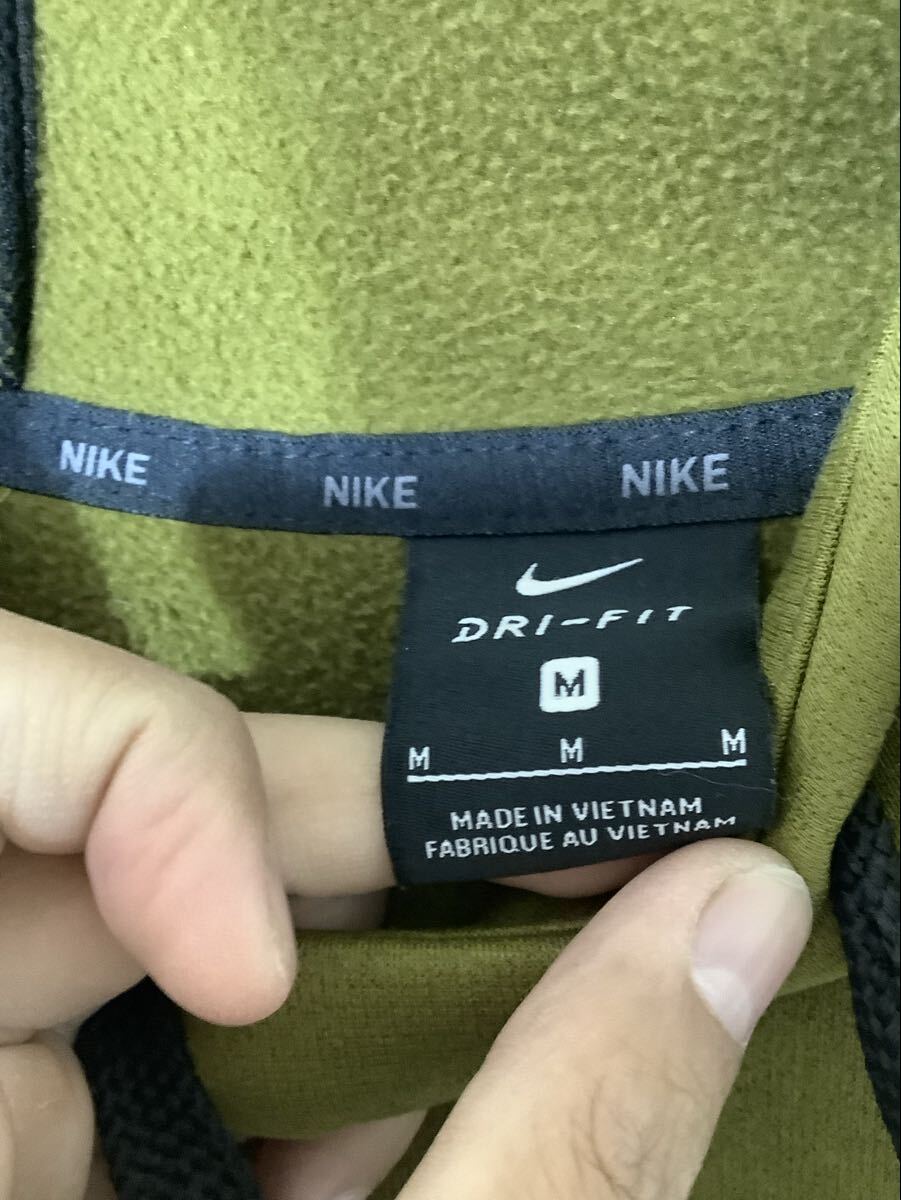 NIKE NIKE NIKE
DRI-FIT
M
M M M
MADE IN VIETNAM
FABRIQUE AU VIETNAM